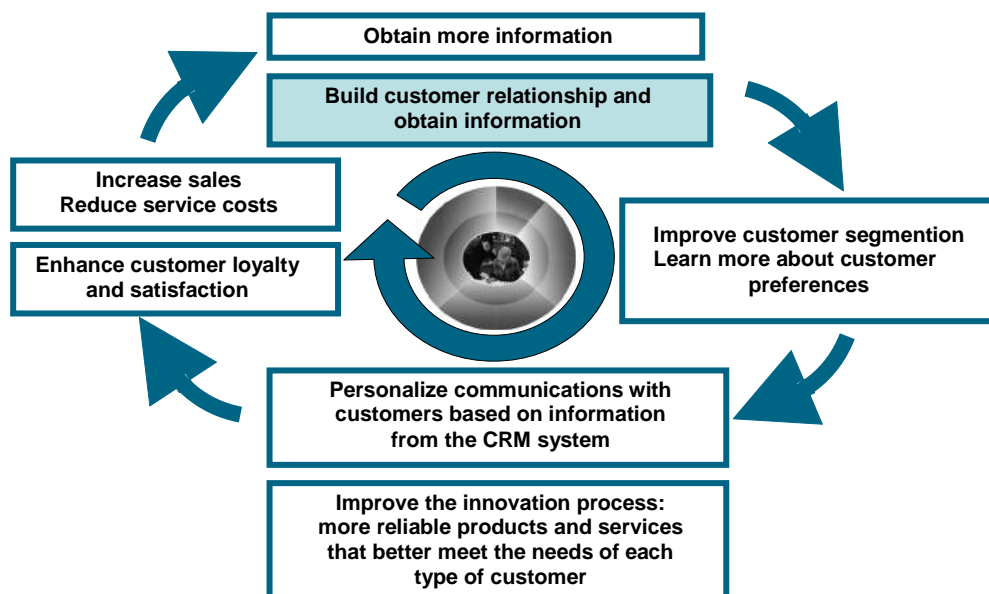 Obtain more information
Build customer relationship and
obtain information
Increase sales
Reduce service costs
Enhance customer loyalty
and satisfaction
Improve customer segmention
Learn more about customer
preferences
Personalize communications with
customers based on information
from the CRM system
Improve the innovation process:
more reliable products and services
that better meet the needs of each
type of customer